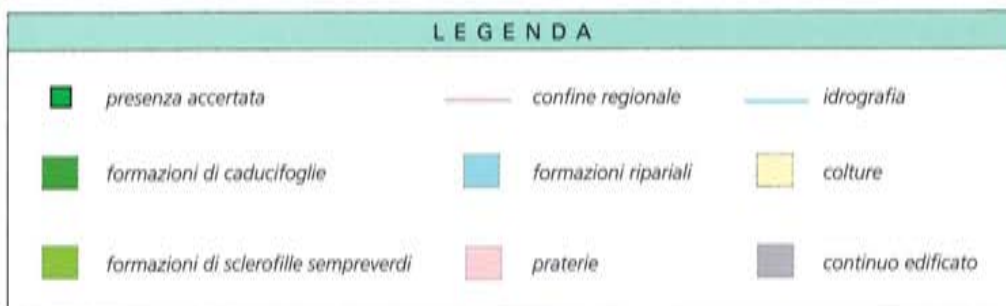 LEGENDA
presenza accertata confine regionale idrografia
formazioni di caducifoglie formazioni ripariali colture
formazioni di sclerofille sempreverdi praterie continuo edificato